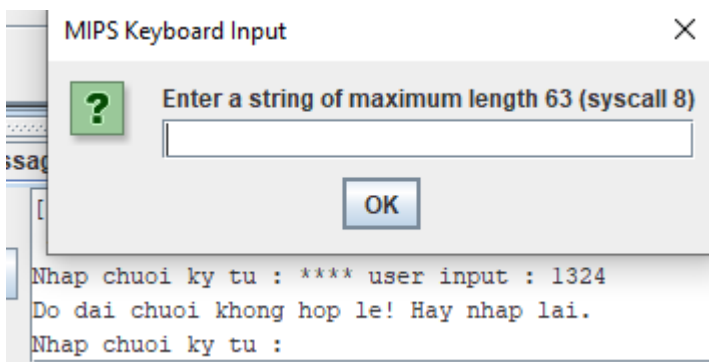 MIPS Keyboard Input
Enter a string of maximum length 63 (syscall 8)
OK
Nhap chuoi ky tu : **** user input : 1324
Do dai chuoi khong hop le! Hay nhap lai.
Nhap chuoi ky tu :